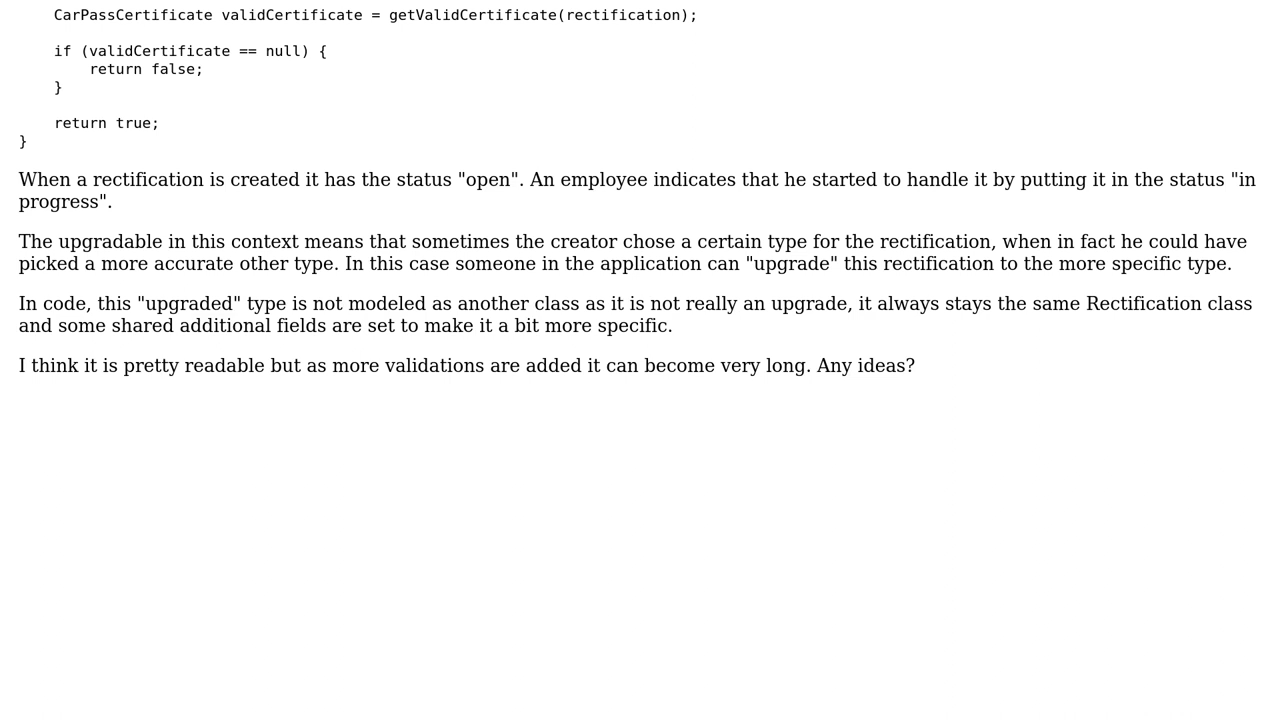 CarPassCertificate validCertificate = getValidCertificate(rectification);

    if (validCertificate == null) {
        return false;
    }

    return true;
}
When a rectification is created it has the status "open". An employee indicates that he started to handle it by putting it in the status "in
progress".
The upgradable in this context means that sometimes the creator chose a certain type for the rectification, when in fact he could have
picked a more accurate other type. In this case someone in the application can "upgrade" this rectification to the more specific type.
In code, this "upgraded" type is not modeled as another class as it is not really an upgrade, it always stays the same Rectification class
and some shared additional fields are set to make it a bit more specific.
I think it is pretty readable but as more validations are added it can become very long. Any ideas?